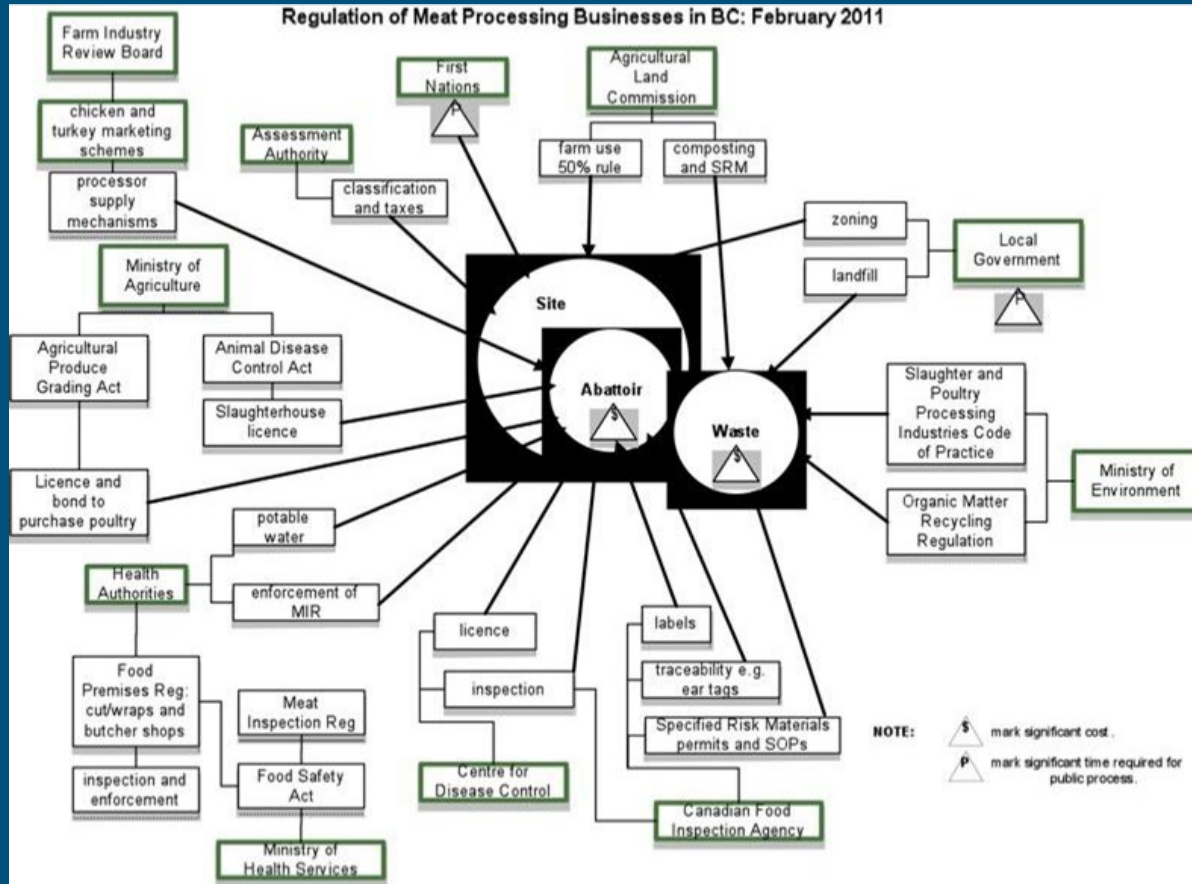 Regulation of Meat Processing Businesses in BC: February 2011
Farm Industry
Review Board
chicken and
turkey marketing
schemes
processor
supply
mechanisms
First
Nations
P
Assessment
Authority
classification
and taxes
Agricultural
Land
Commission
farm use
50% rule
composting
and SRM
zoning
landfill
Local
Government
P
Ministry of
Agriculture
Agricultural
Produce
Grading Act
Animal Disease
Control Act
Slaughterhouse
licence
Licence and
bond to
purchase poultry
Site
Abattoir
$
Waste
$
Slaughter and
Poultry
Processing
Industries Code
of Practice
Organic Matter
Recycling
Regulation
Ministry of
Environment
potable
water
Health
Authorities
enforcement of
MIR
Food
Premises Reg:
cut/wraps and
butcher shops
inspection and
enforcement
Meat
Inspection Reg
Food Safety
Act
Ministry of
Health Services
licence
inspection
Centre for
Disease Control
labels
traceability e.g.
ear tags
Specified Risk Materials
permits and SOPs
Canadian Food
Inspection Agency
NOTE:
$ mark significant cost.
P mark significant time required for
public process.